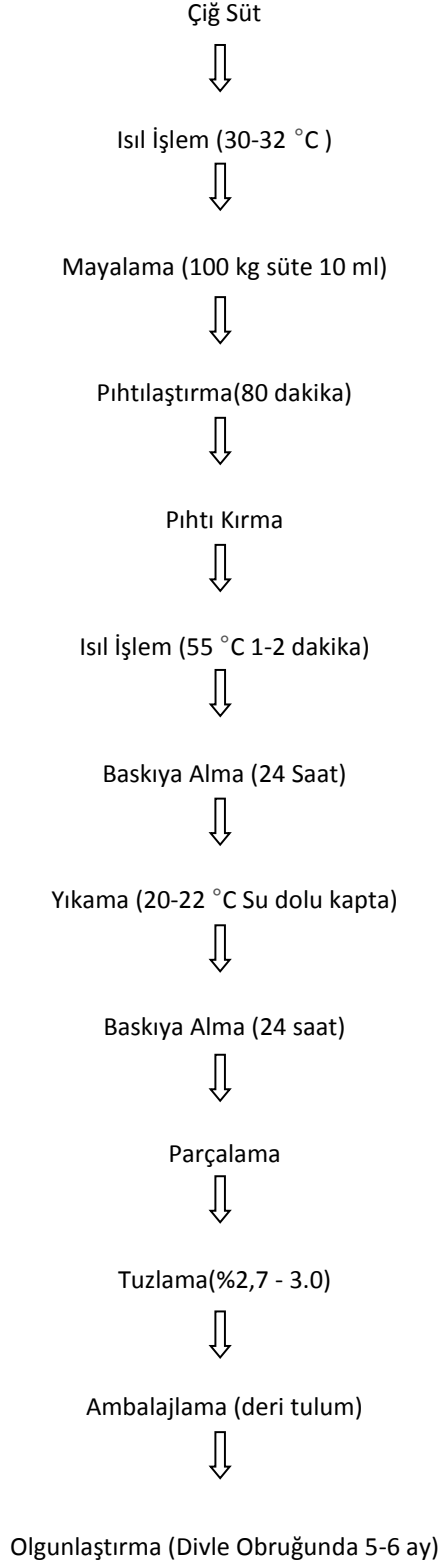 Çiğ Süt
Isıl İşlem (30-32 °C )
Mayalama (100 kg süte 10 ml)
Pıhtılaştırma(80 dakika)
Pıhtı Kırma
Isıl İşlem (55 °C 1-2 dakika)
Baskıya Alma (24 Saat)
Yıkama (20-22 °C Su dolu kapta)
Baskıya Alma (24 saat)
Parçalama
Tuzlama(%2,7 - 3.0)
Ambalajlama (deri tulum)
Olgunlaştırma (Divle Obruğunda 5-6 ay)